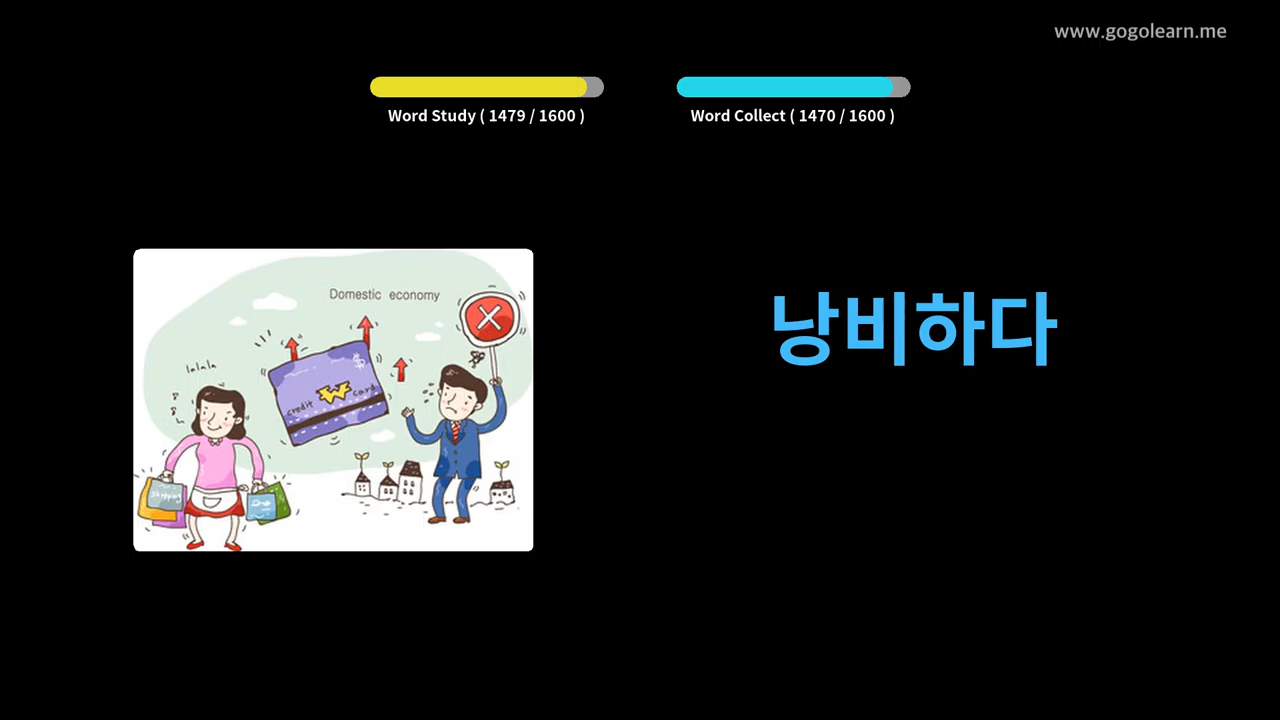 www.gogolearn.me
Word Study ( 1479 / 1600 )
Word Collect ( 1470 / 1600 )
Domestic economy
lalala
$
W
credit card
shopping
낭비하다